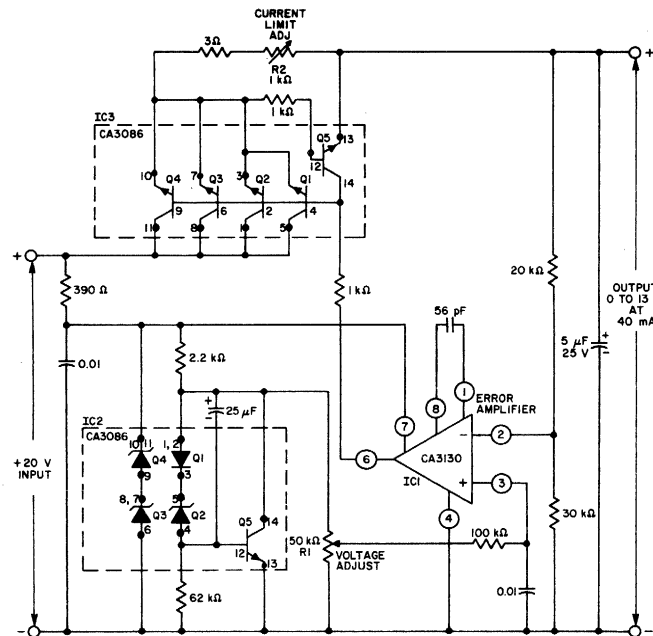 CURRENT
LIMIT
ADJ
3Ω
R2
1 kΩ
1 kΩ
+
IC3
CA3086
Q5
13
12
14
10
Q4
7
Q3
3
Q2
Q1
9
6
2
4
11
8
1
5
+
390 Ω
1 kΩ
20 kΩ
OUTPUT
0 TO 13
AT
40 mA
56 pF
5 μF
25 V
+
-
0.01
2.2 kΩ
+
-
25 μF
8
1
ERROR
AMPLIFIER
7
2
6
-
CA3130
+
IC1
3
4
IC2
CA3086
10, 11,
Q4
1, 2
Q1
9
3
+20 V
INPUT
8, 7
Q3
5
Q2
6
4
Q5
14
12
13
50 kΩ
R1
VOLTAGE
ADJUST
100 kΩ
30 kΩ
62 kΩ
0.01
-
-